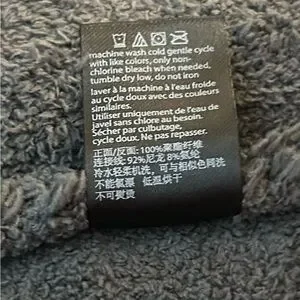 machine wash cold gentle cycle
with like colors, only non-
chlorine bleach when needed,
tumble dry low, do not iron
laver à la machine à l'eau froide
au cycle doux avec des couleurs
similaires.
Utiliser uniquement de l'eau de
javel sans chlore au besoin.
Sécher par culbutage,
cycle doux. Ne pas repasser.
正面/反面: 100%聚酯纤维
连接线: 92%尼龙 8%氨纶
冷水轻柔机洗, 可与相似色同洗
不能氯漂 低温烘干
不可熨烫